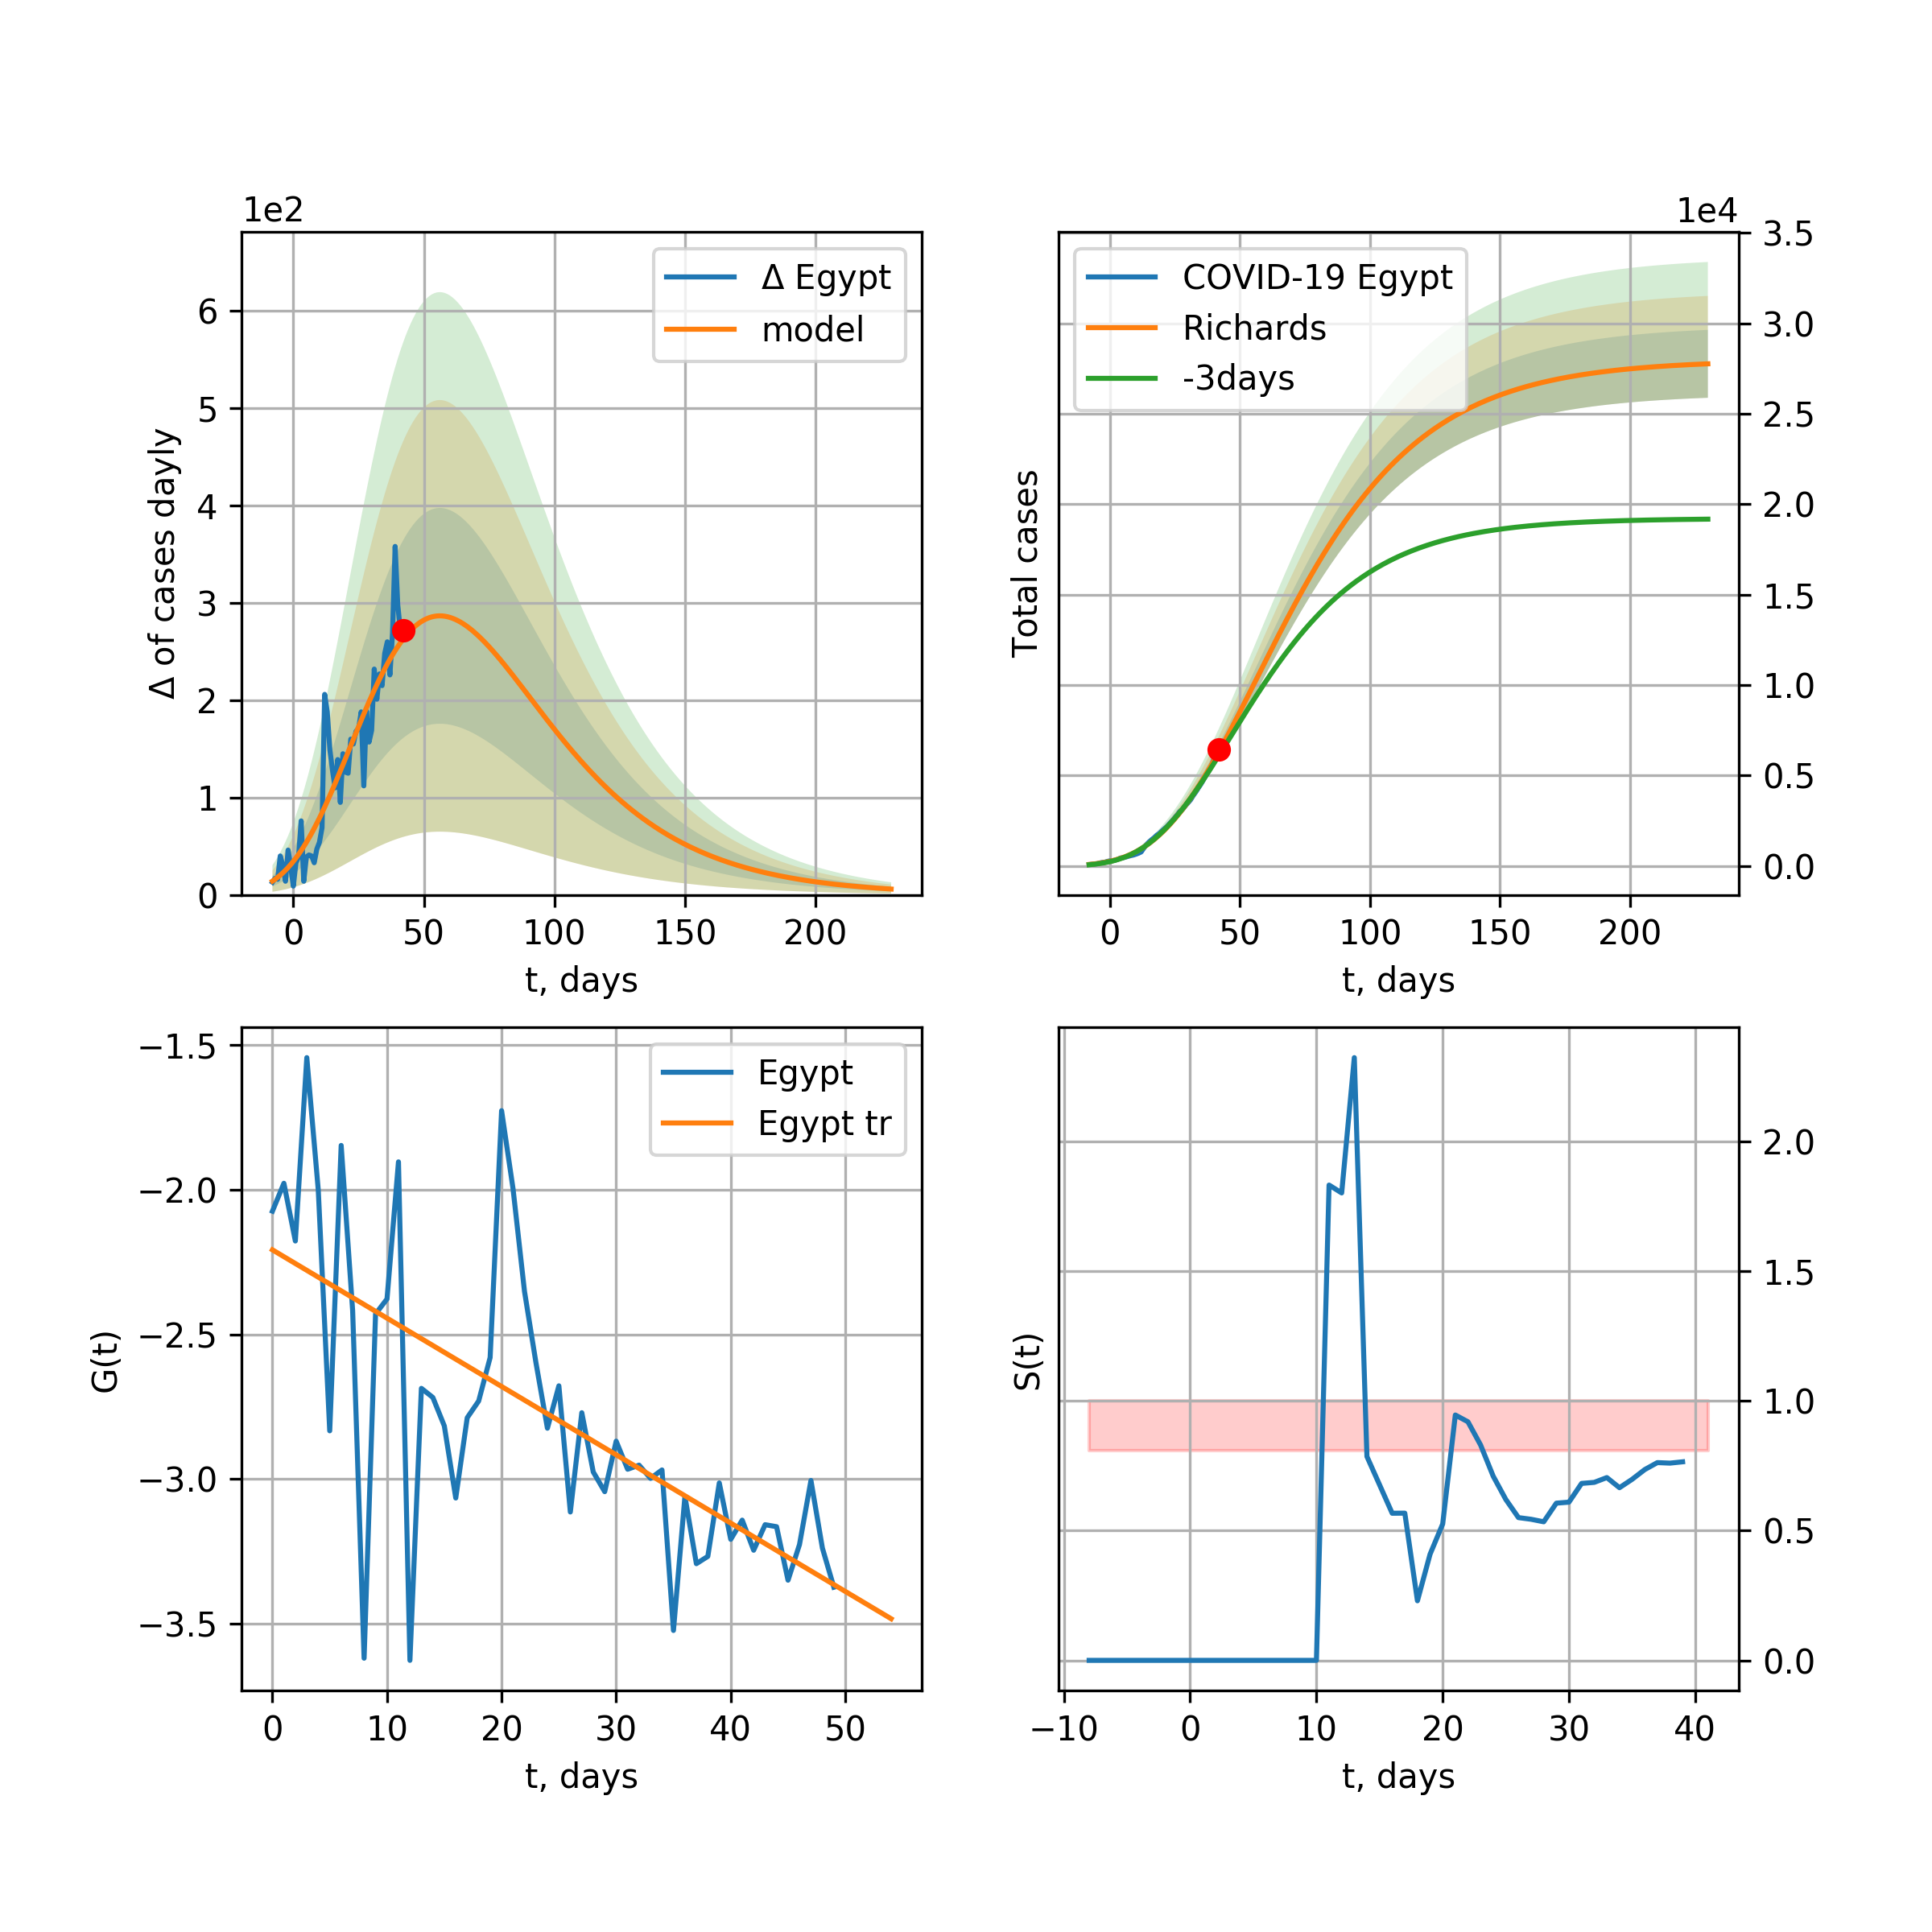 1e2
Δ Egypt
model
6
5
4
3
2
1
0
Δ of cases dayly
0 50 100 150 200
t, days
1e4
COVID-19 Egypt
Richards
-3days
3.5
3.0
2.5
2.0
1.5
1.0
0.5
0.0
Total cases
0 50 100 150 200
t, days
Egypt
Egypt tr
−1.5
−2.0
−2.5
−3.0
−3.5
G(t)
0 10 20 30 40 50
t, days
2.0
1.5
1.0
0.5
0.0
S(t)
−10 0 10 20 30 40
t, days